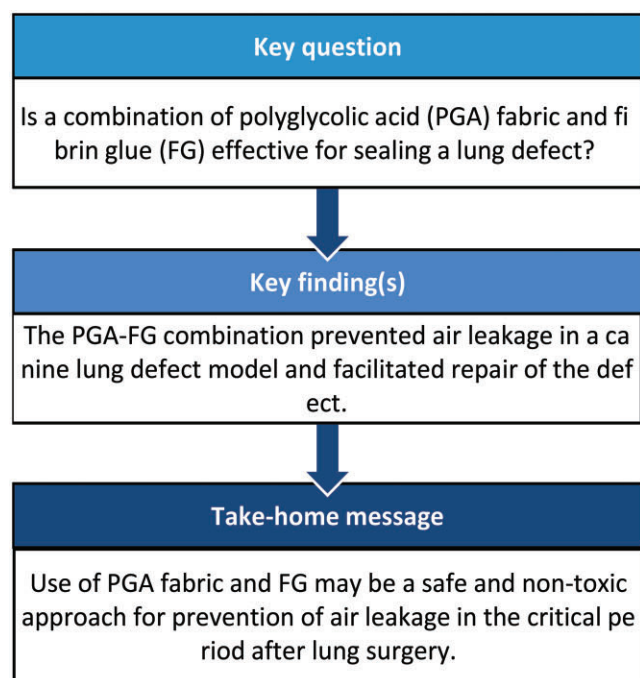 Key question
Is a combination of polyglycolic acid (PGA) fabric and fi
brin glue (FG) effective for sealing a lung defect?
Key finding(s)
The PGA-FG combination prevented air leakage in a ca
nine lung defect model and facilitated repair of the def
ect.
Take-home message
Use of PGA fabric and FG may be a safe and non-toxic
approach for prevention of air leakage in the critical pe
riod after lung surgery.